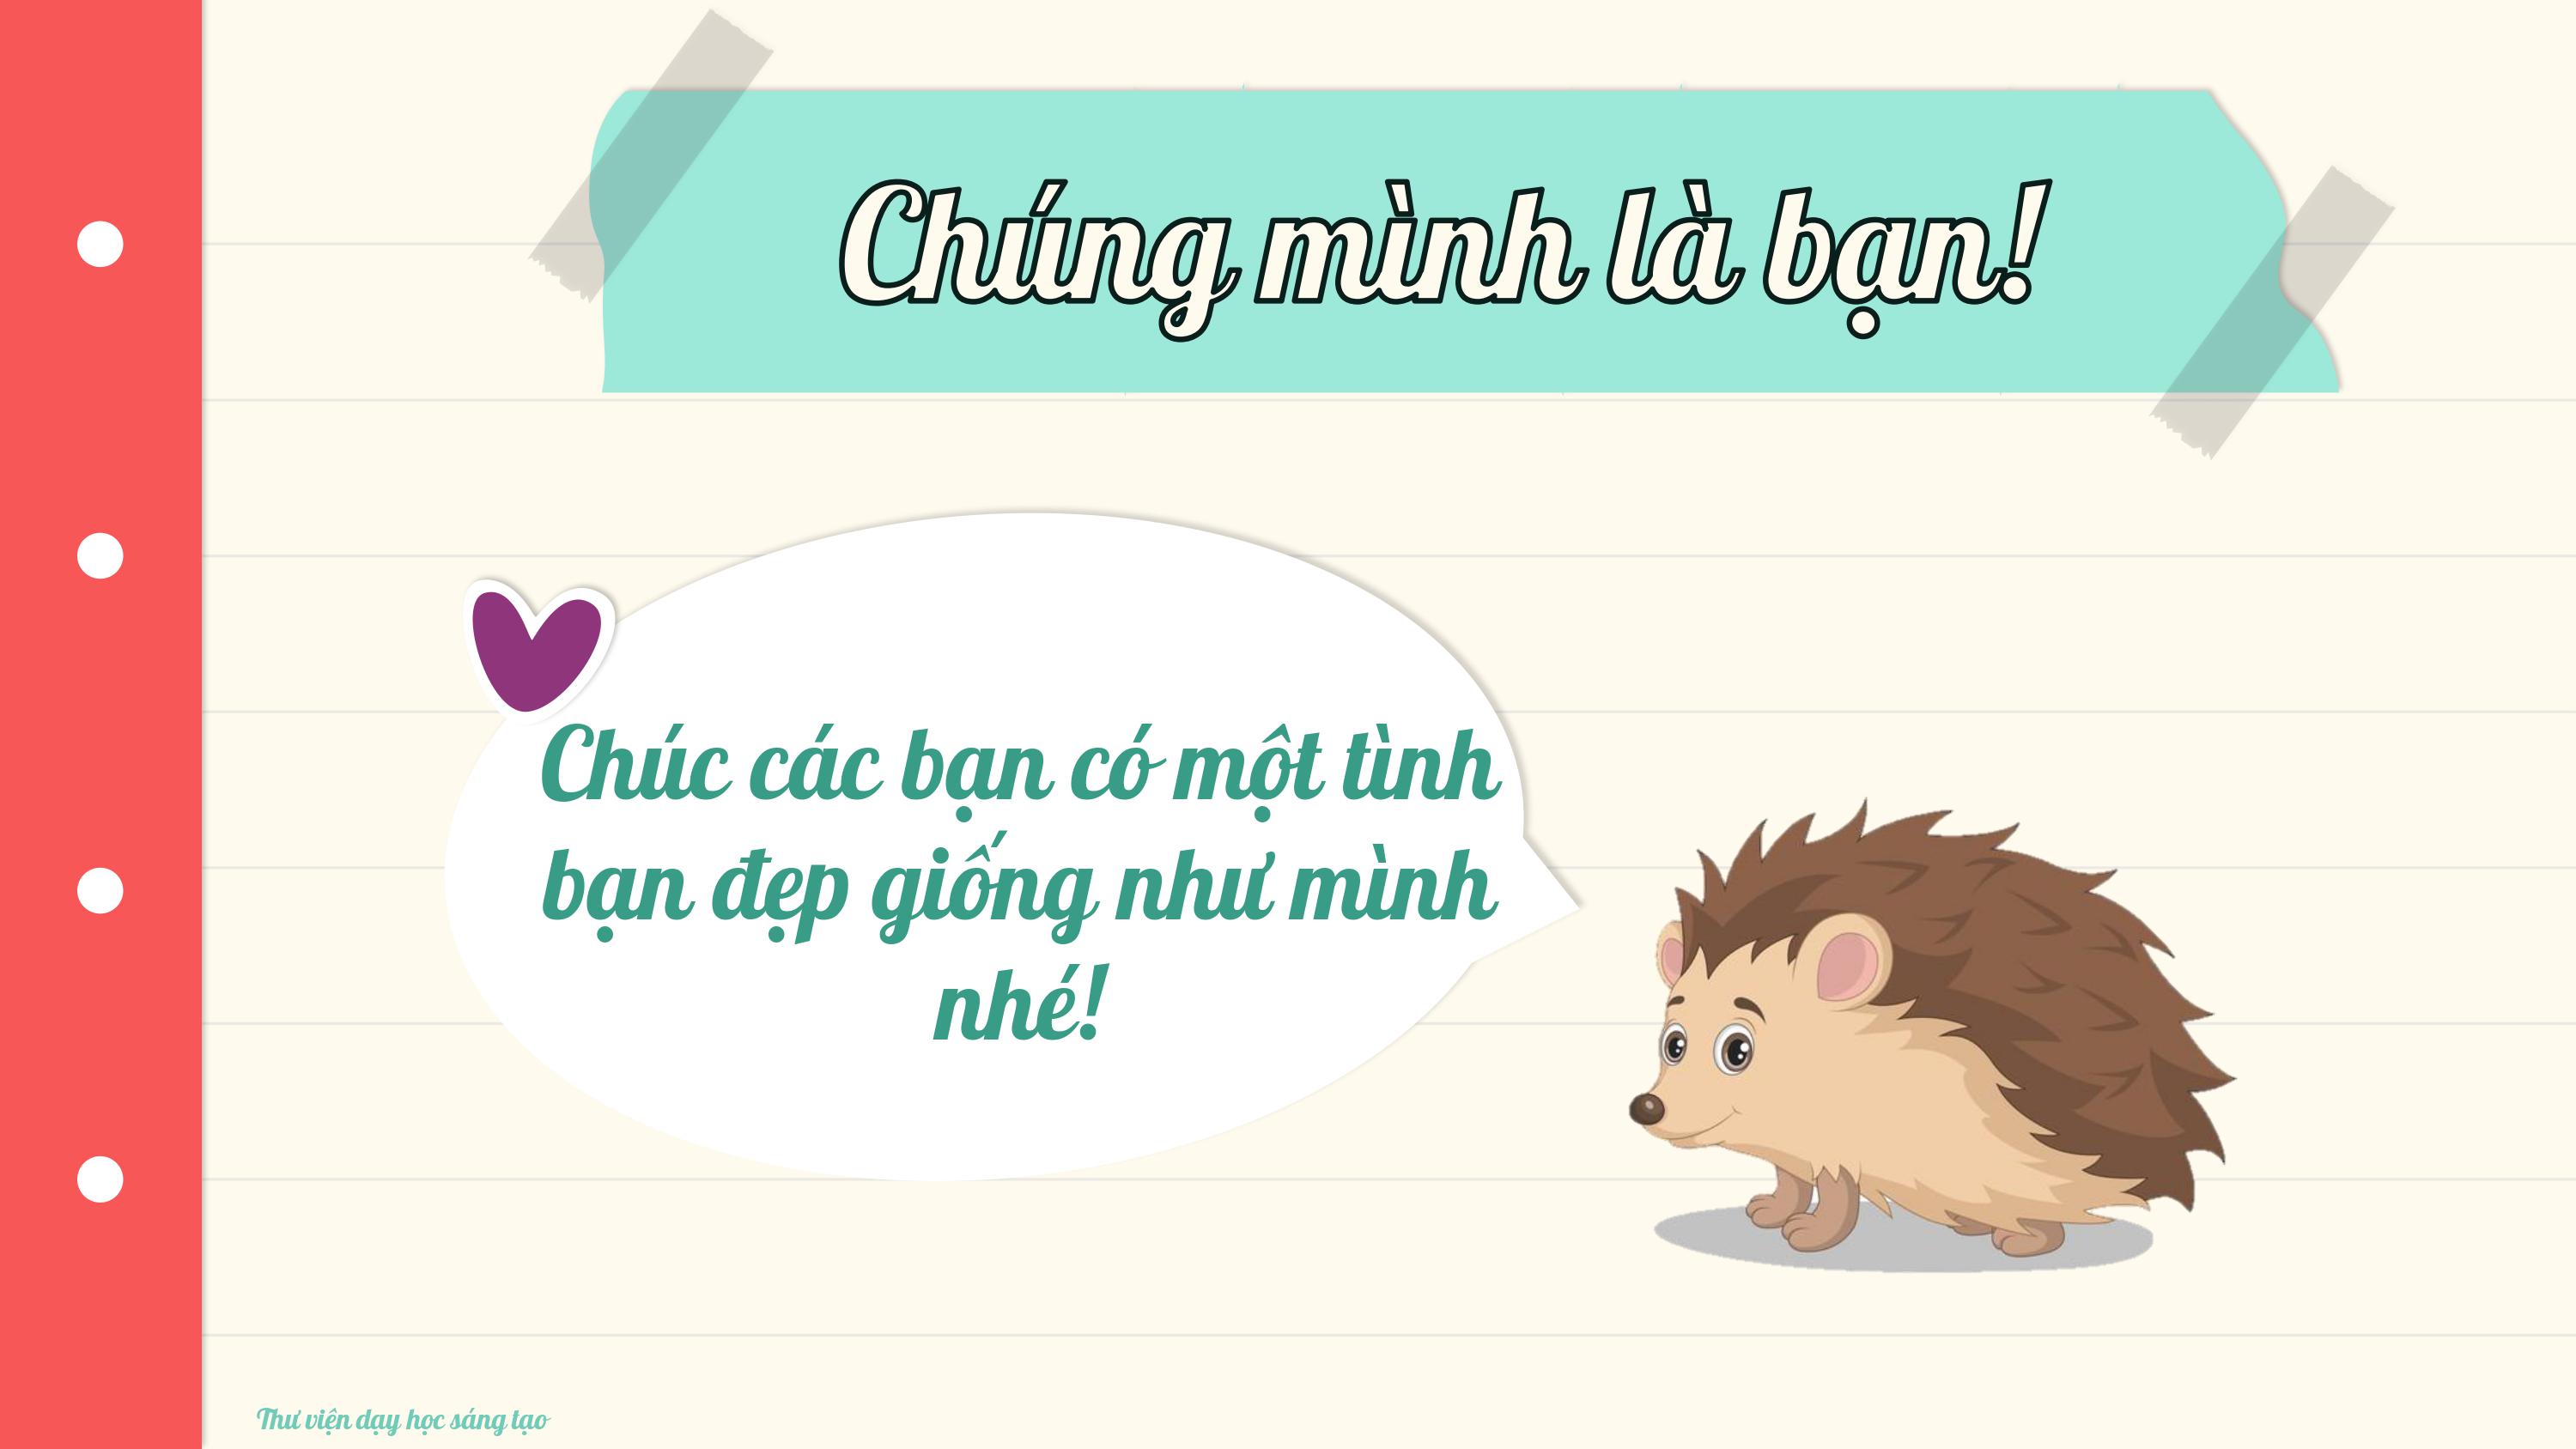 Chúng mình là bạn!
Chúc các bạn có một tình
bạn đẹp giống như mình
nhé!
Thư viện dạy học sáng tạo